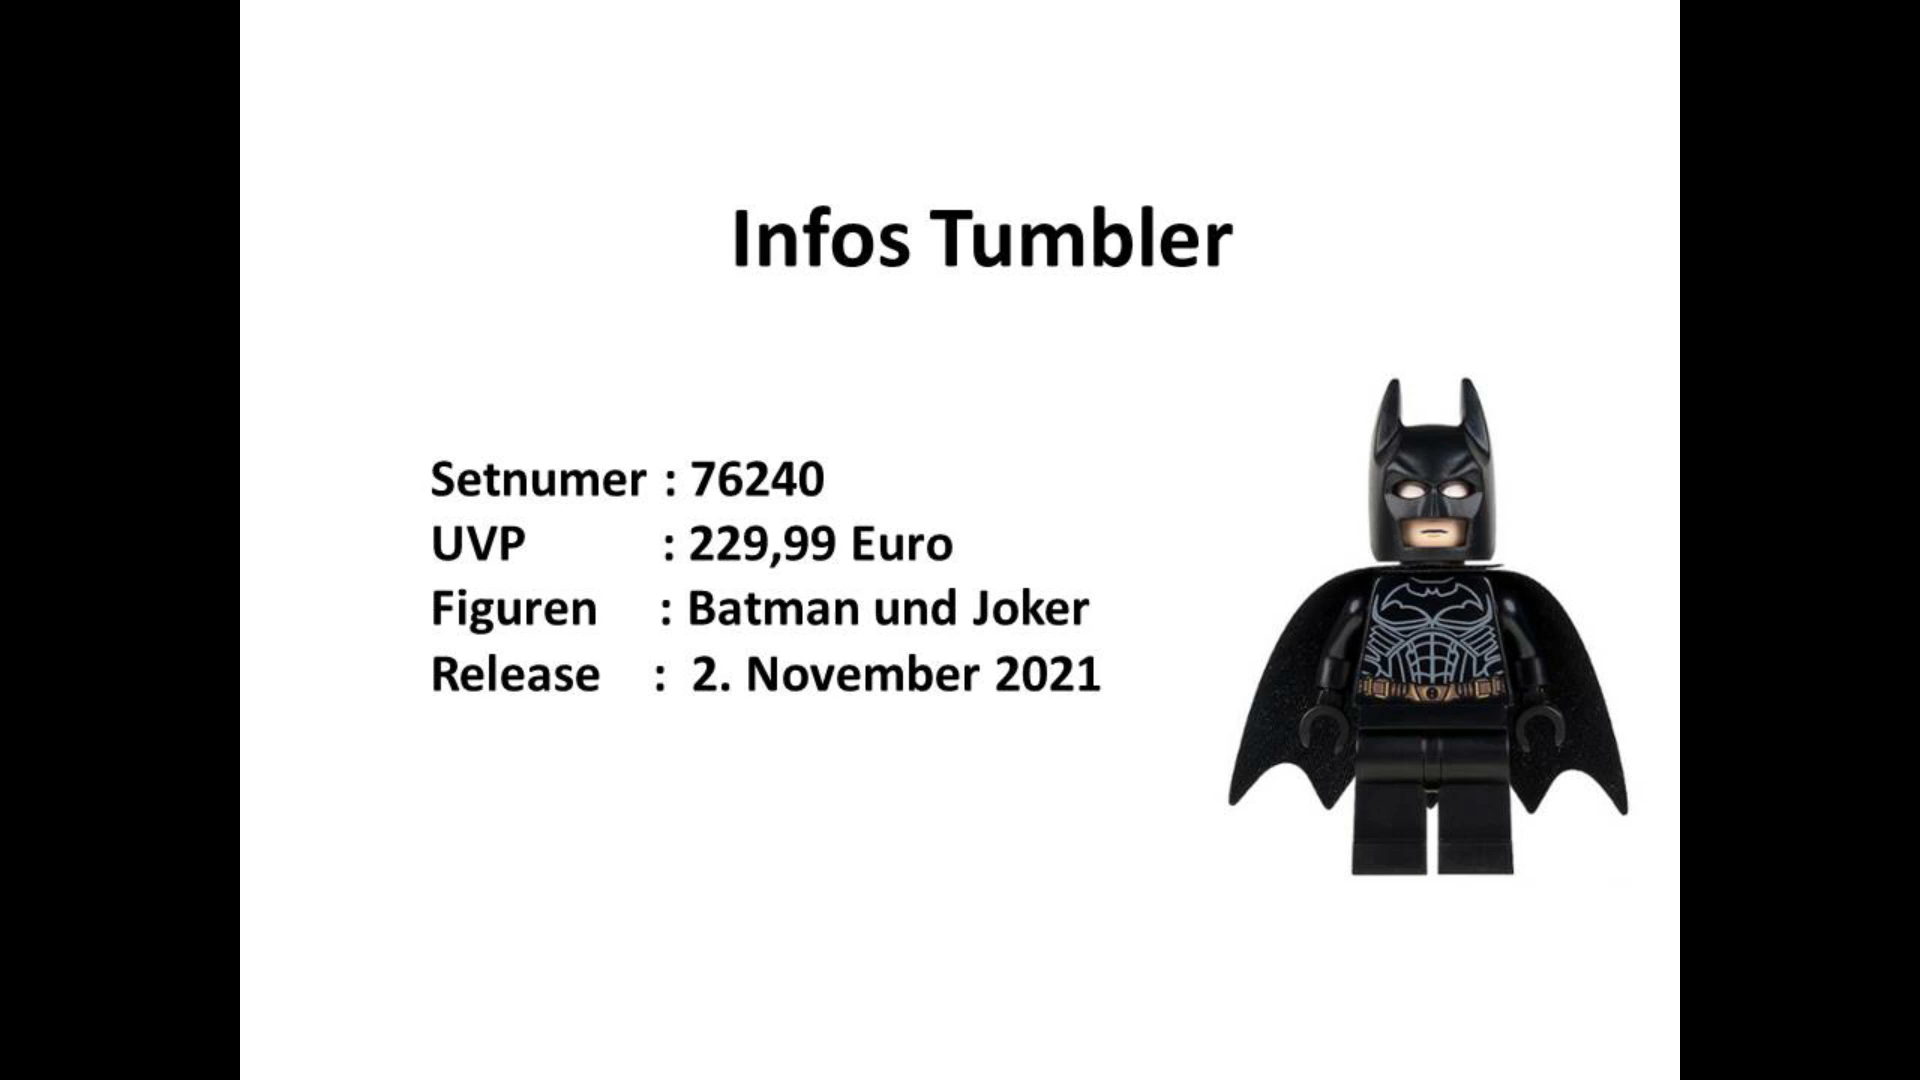 Infos Tumbler
Setnumer : 76240
UVP : 229,99 Euro
Figuren : Batman und Joker
Release : 2. November 2021